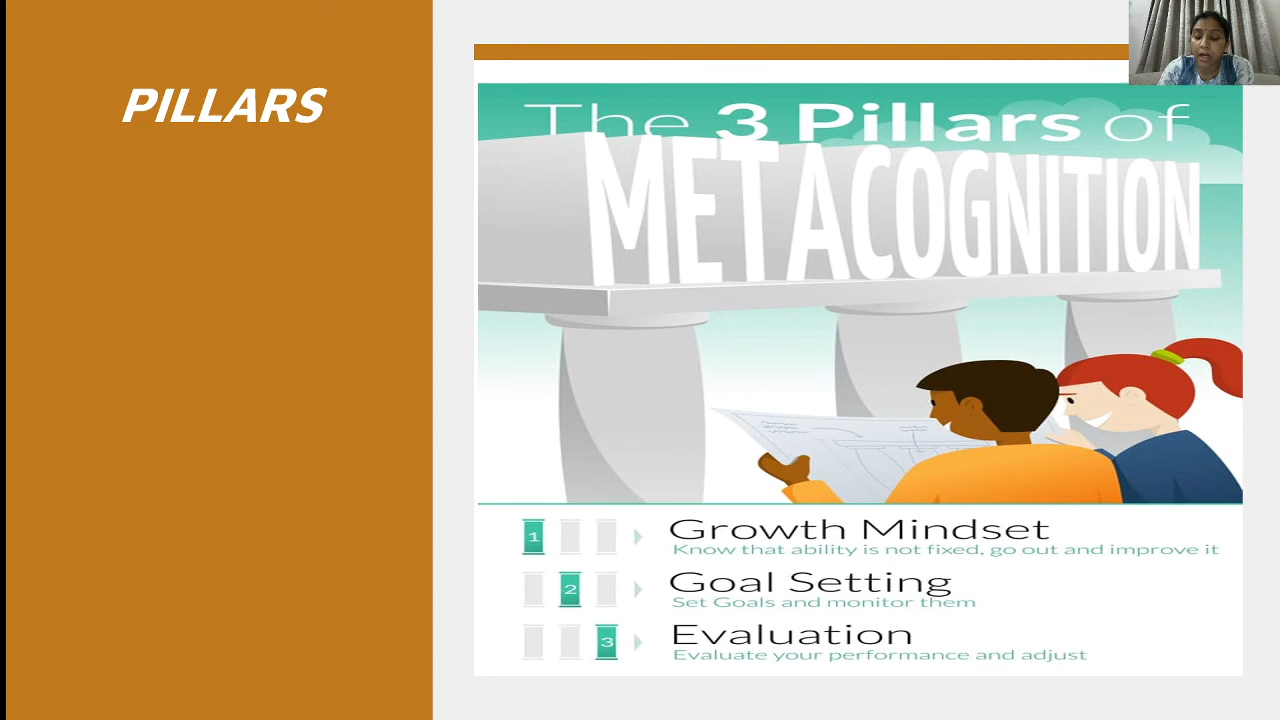 PILLARS
The 3 Pillars of
METACOGNITION
1
Growth Mindset
Know that ability is not fixed, go out and improve it
2
Goal Setting
Set Goals and monitor them
3
Evaluation
Evaluate your performance and adjust